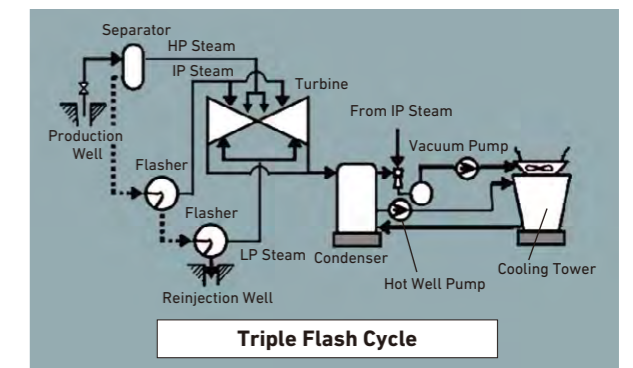 Separator
HP Steam
IP Steam
Turbine
From IP Steam
Production
Well
Vacuum Pump
Flasher
Flasher
LP Steam
Condenser
Cooling Tower
Hot Well Pump
Reinjection Well
Triple Flash Cycle